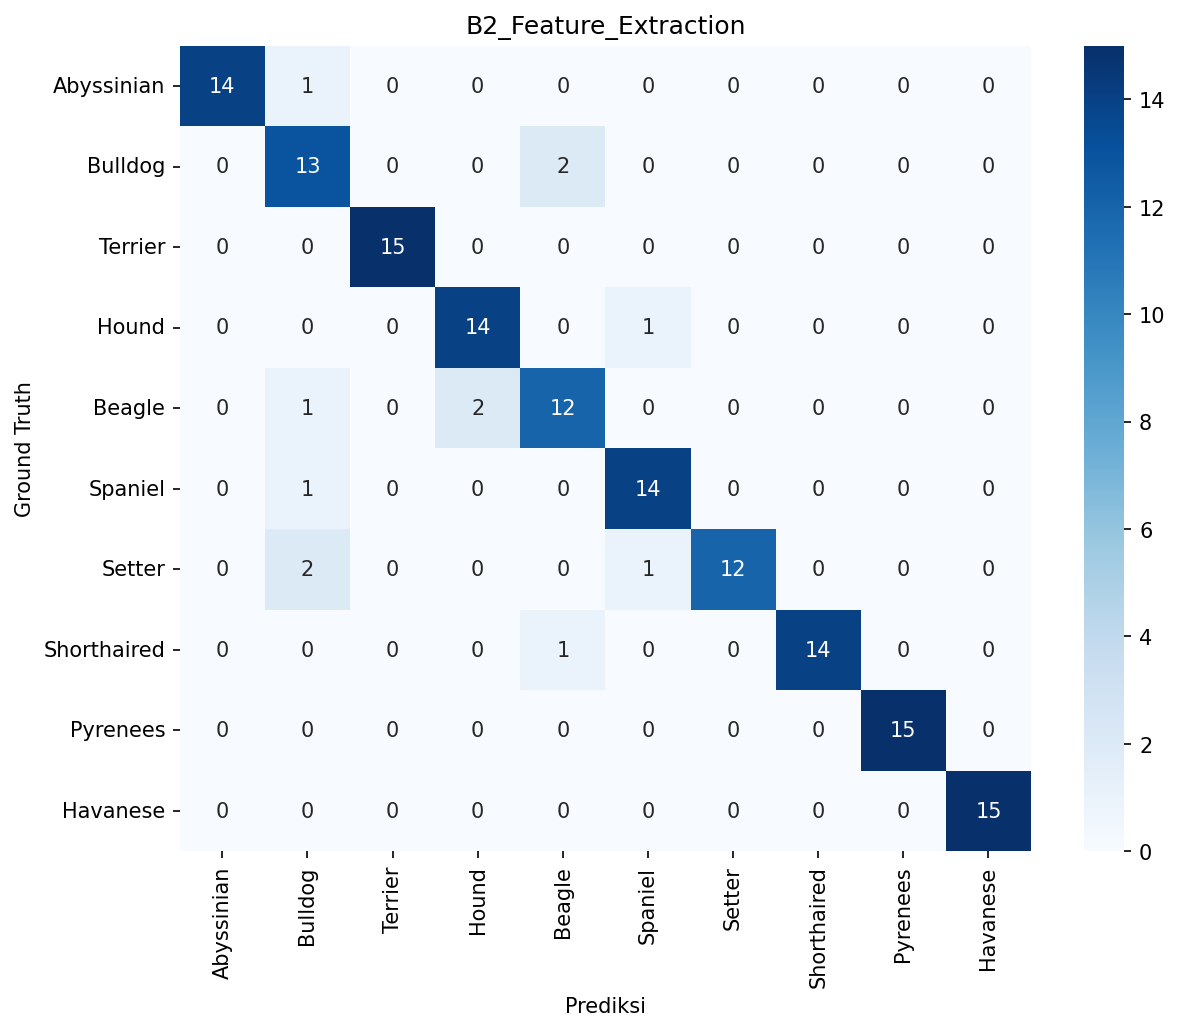 B2_Feature_Extraction
Abyssinian 14 1 0 0 0 0 0 0 0 0
Bulldog 0 13 0 0 2 0 0 0 0 0
Terrier 0 0 15 0 0 0 0 0 0 0
Hound 0 0 0 14 0 1 0 0 0 0
Beagle 0 1 0 2 12 0 0 0 0 0
Spaniel 0 1 0 0 0 14 0 0 0 0
Setter 0 2 0 0 0 1 12 0 0 0
Shorthaired 0 0 0 0 1 0 0 14 0 0
Pyrenees 0 0 0 0 0 0 0 0 15 0
Havanese 0 0 0 0 0 0 0 0 0 15
Ground Truth
Abyssinian Bulldog Terrier Hound Beagle Spaniel Setter Shorthaired Pyrenees Havanese
Prediksi
14
12
10
8
6
4
2
0